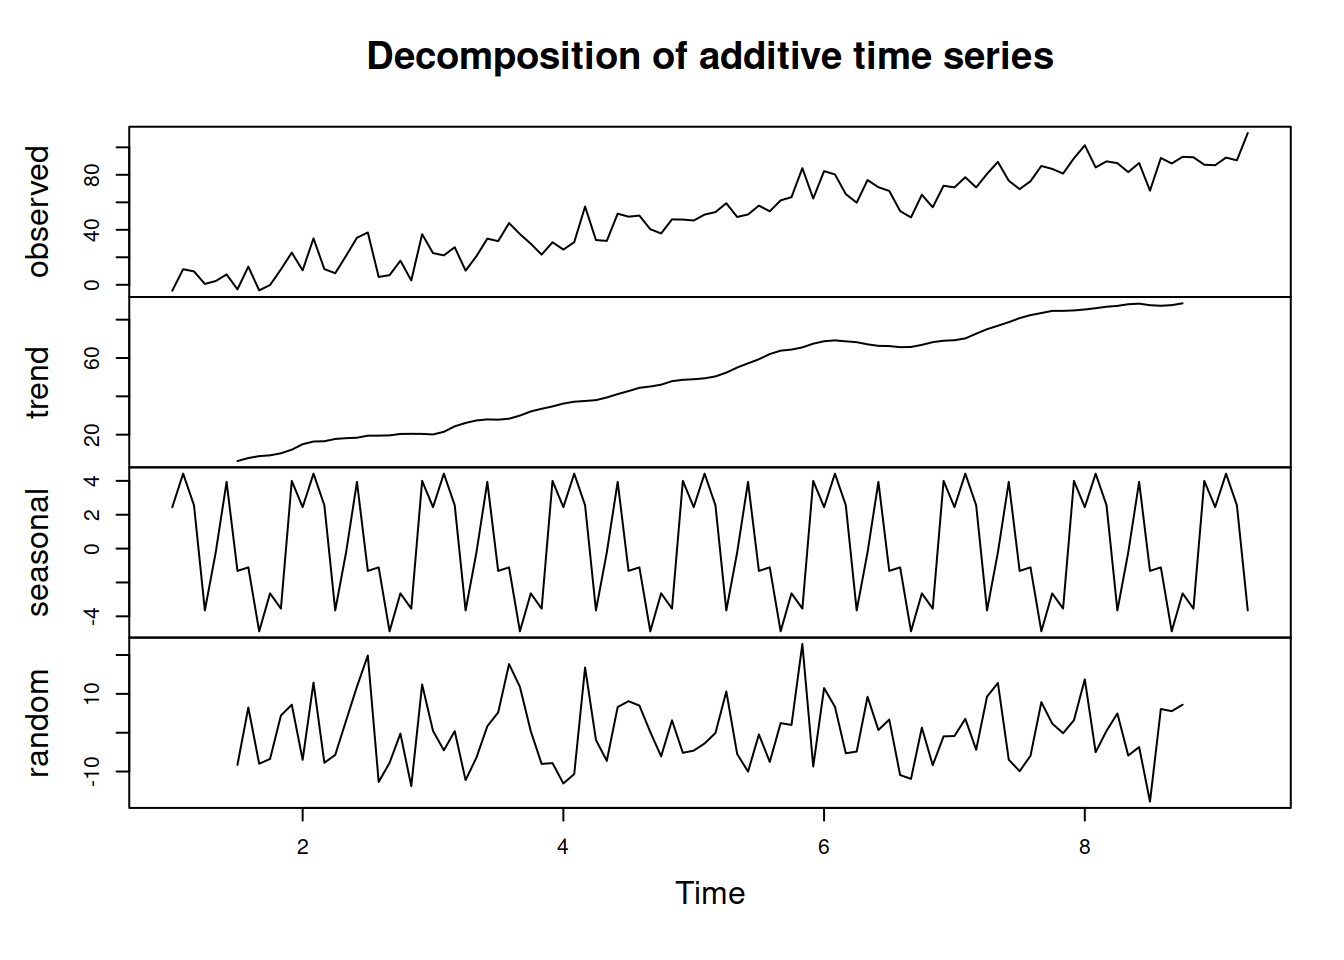 Decomposition of additive time series
observed
0 40 80
trend
20 60
seasonal
-4 0 2 4
random
-10 10
2 4 6 8
Time